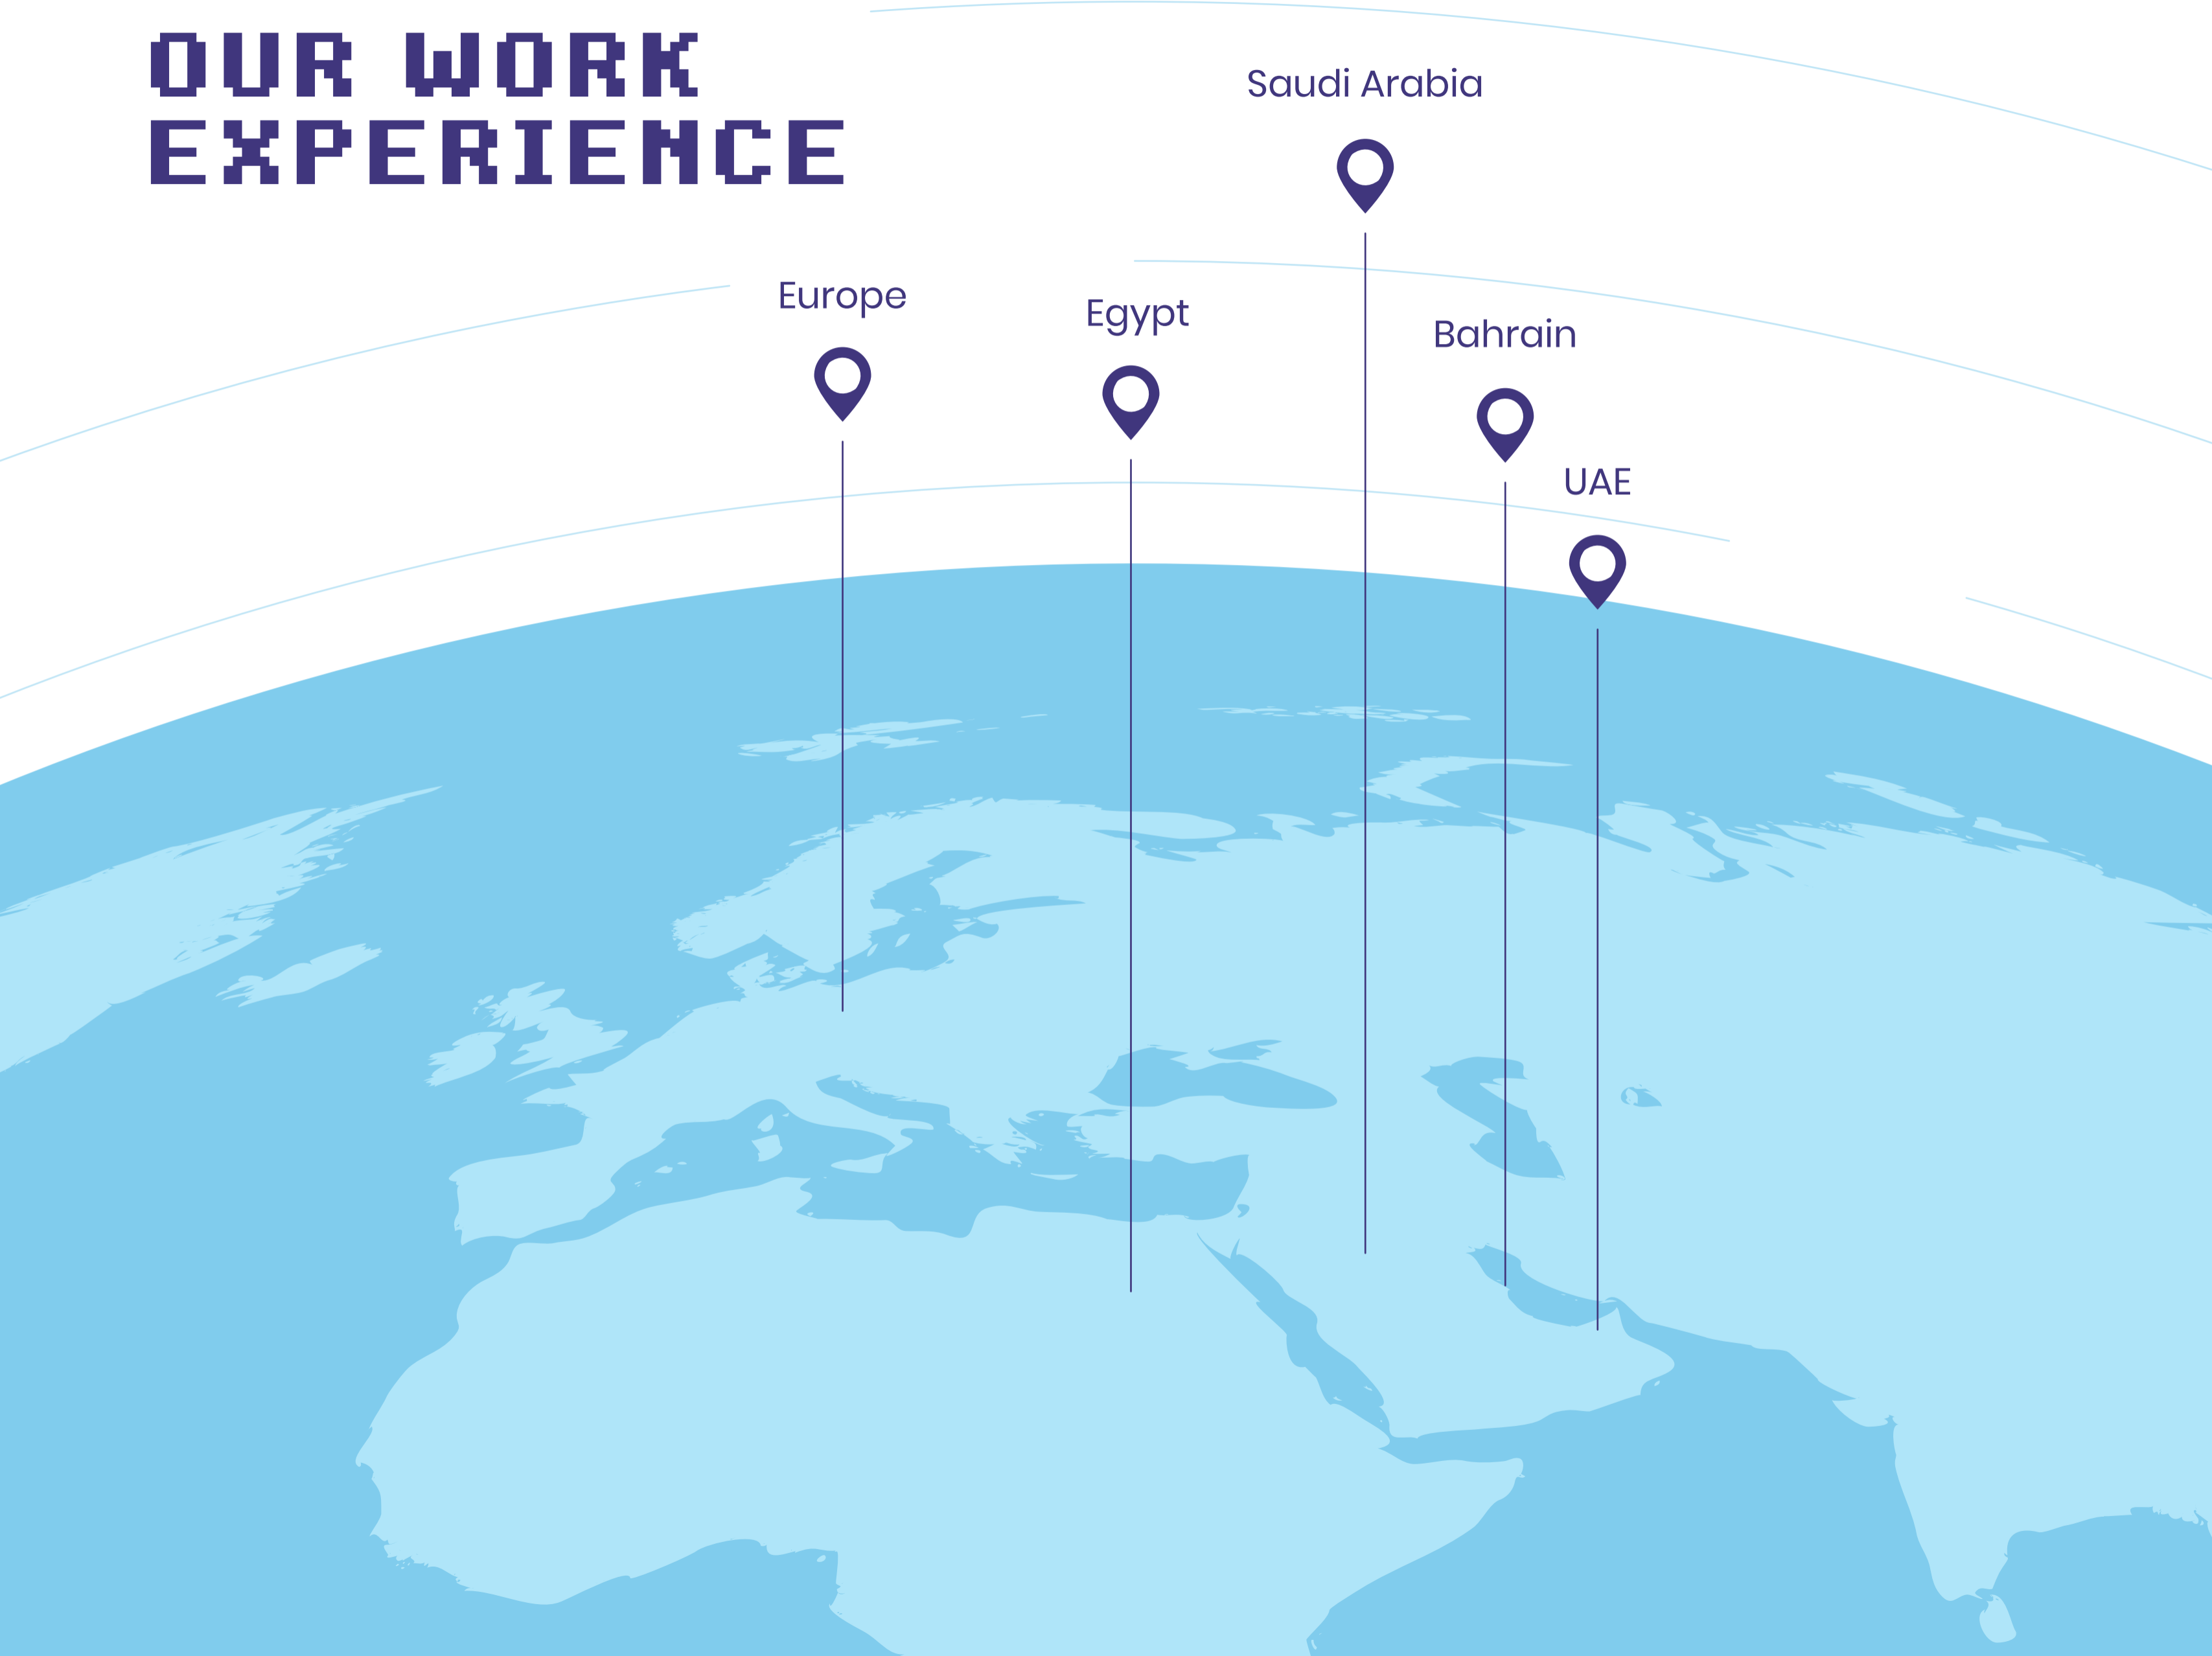 OUR WORK
EXPERIENCE
Saudi Arabia
Europe
Egypt
Bahrain
UAE